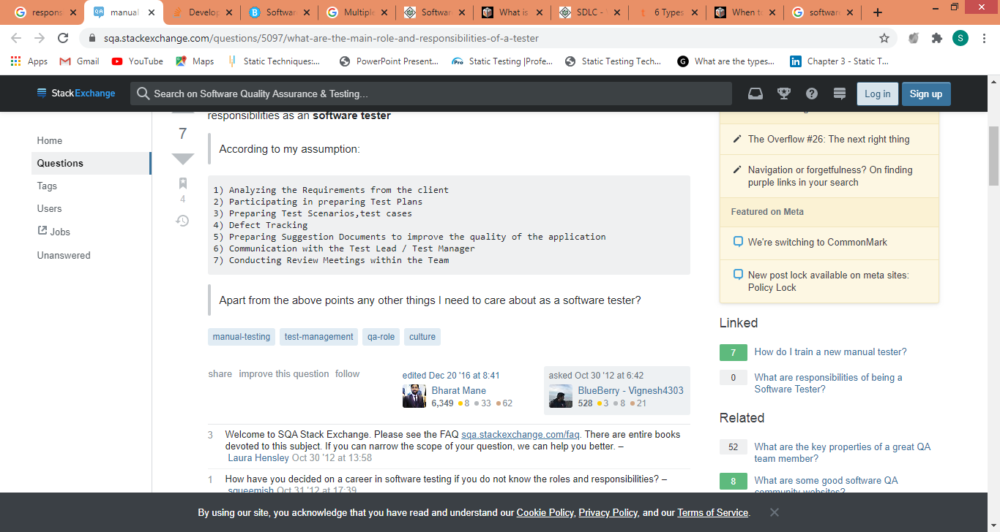 respons
manual
Develop
Softwar
Multiple
Softwar
What is
SDLC -
6 Types
When to
softwar
sqa.stackexchange.com/questions/5097/what-are-the-main-role-and-responsibilities-of-a-tester
S
Apps
Gmail
YouTube
Maps
Static Techniques:...
PowerPoint Present...
Static Testing |Profe...
Static Testing Tech...
What are the types...
Chapter 3 - Static T...
StackExchange
Search on Software Quality Assurance & Testing...
Log in
Sign up
Home
Questions
Tags
Users
Jobs
Unanswered
responsibilities as an software tester
7
4
According to my assumption:
1) Analyzing the Requirements from the client
2) Participating in preparing Test Plans
3) Preparing Test Scenarios,test cases
4) Defect Tracking
5) Preparing Suggestion Documents to improve the quality of the application
6) Communication with the Test Lead / Test Manager
7) Conducting Review Meetings within the Team
Apart from the above points any other things I need to care about as a software tester?
manual-testing test-management qa-role culture
share improve this question follow
edited Dec 20 '16 at 8:41
Bharat Mane
6,349 8 33 62
asked Oct 30 '12 at 6:42
BlueBerry - Vignesh4303
528 3 8 21
3 Welcome to SQA Stack Exchange. Please see the FAQ sqa.stackexchange.com/faq. There are entire books
devoted to this subject. If you can narrow the scope of your question, we can help you better. –
Laura Hensley Oct 30 '12 at 13:58
1 How have you decided on a career in software testing if you do not know the roles and responsibilities? –
squeemish Oct 31 '12 at 17:39
The Overflow #26: The next right thing
Navigation or forgetfulness? On finding
purple links in your search
Featured on Meta
We're switching to CommonMark
New post lock available on meta sites:
Policy Lock
Linked
7 How do I train a new manual tester?
0 What are responsibilities of being a
Software Tester?
Related
52 What are the key properties of a great QA
team member?
8 What are some good software QA
community websites?
By using our site, you acknowledge that you have read and understand our Cookie Policy, Privacy Policy, and our Terms of Service.